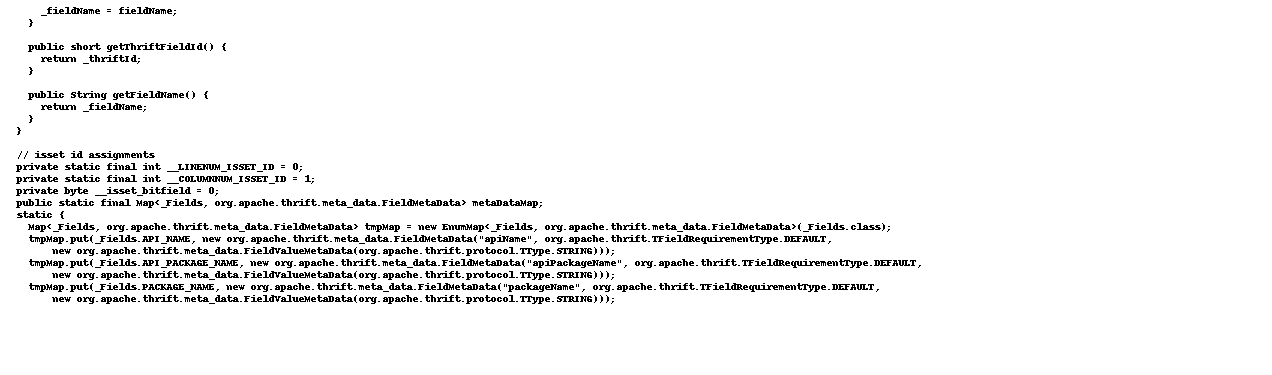 _fieldName = fieldName;
}
public short getThriftFieldId() {
return _thriftId;
}
public String getFieldName() {
return _fieldName;
}
}
// isset id assignments
private static final int __LINENUM_ISSET_ID = 0;
private static final int __COLUMNNUM_ISSET_ID = 1;
private byte __isset_bitfield = 0;
public static final Map<_Fields, org.apache.thrift.meta_data.FieldMetaData> metaDataMap;
static {
Map<_Fields, org.apache.thrift.meta_data.FieldMetaData> tmpMap = new EnumMap<_Fields, org.apache.thrift.meta_data.FieldMetaData>(_Fields.class);
tmpMap.put(_Fields.API_NAME, new org.apache.thrift.meta_data.FieldMetaData("apiName", org.apache.thrift.TFieldRequirementType.DEFAULT,
new org.apache.thrift.meta_data.FieldValueMetaData(org.apache.thrift.protocol.TType.STRING)));
tmpMap.put(_Fields.API_PACKAGE_NAME, new org.apache.thrift.meta_data.FieldMetaData("apiPackageName", org.apache.thrift.TFieldRequirementType.DEFAULT,
new org.apache.thrift.meta_data.FieldValueMetaData(org.apache.thrift.protocol.TType.STRING)));
tmpMap.put(_Fields.PACKAGE_NAME, new org.apache.thrift.meta_data.FieldMetaData("packageName", org.apache.thrift.TFieldRequirementType.DEFAULT,
new org.apache.thrift.meta_data.FieldValueMetaData(org.apache.thrift.protocol.TType.STRING)));